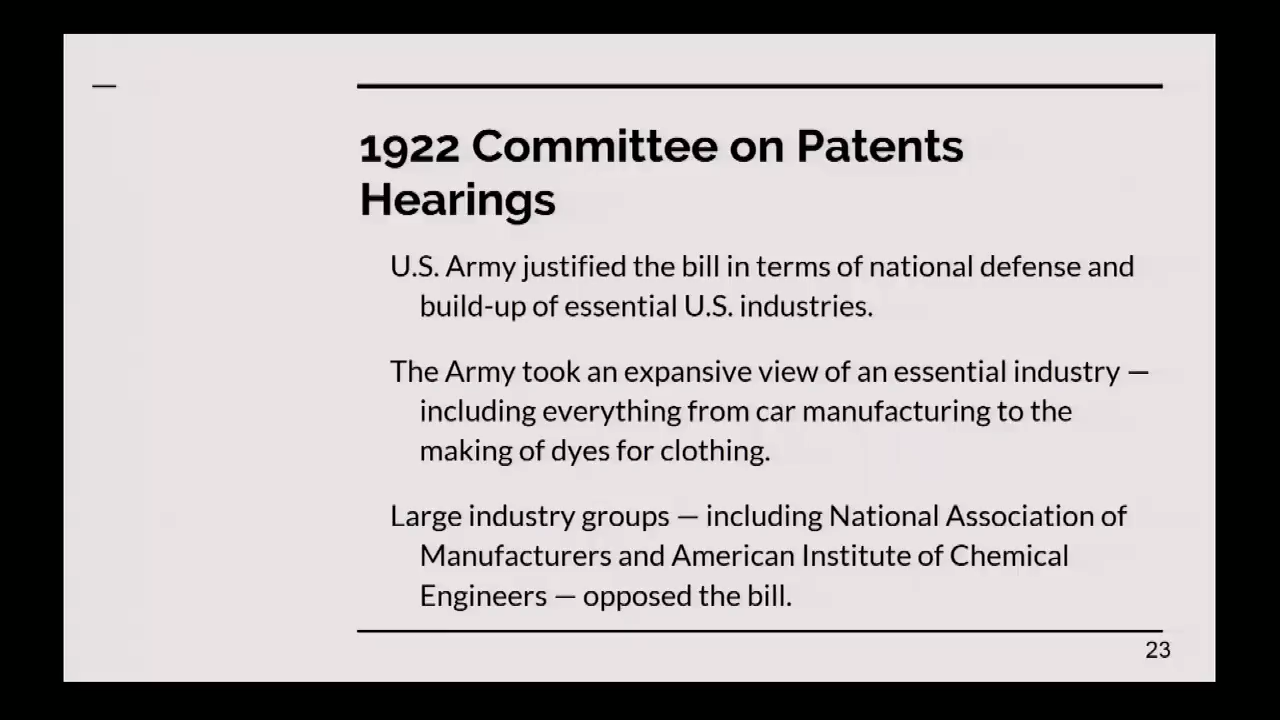 1922 Committee on Patents
Hearings
U.S. Army justified the bill in terms of national defense and
build-up of essential U.S. industries.
The Army took an expansive view of an essential industry —
including everything from car manufacturing to the
making of dyes for clothing.
Large industry groups — including National Association of
Manufacturers and American Institute of Chemical
Engineers — opposed the bill.
23